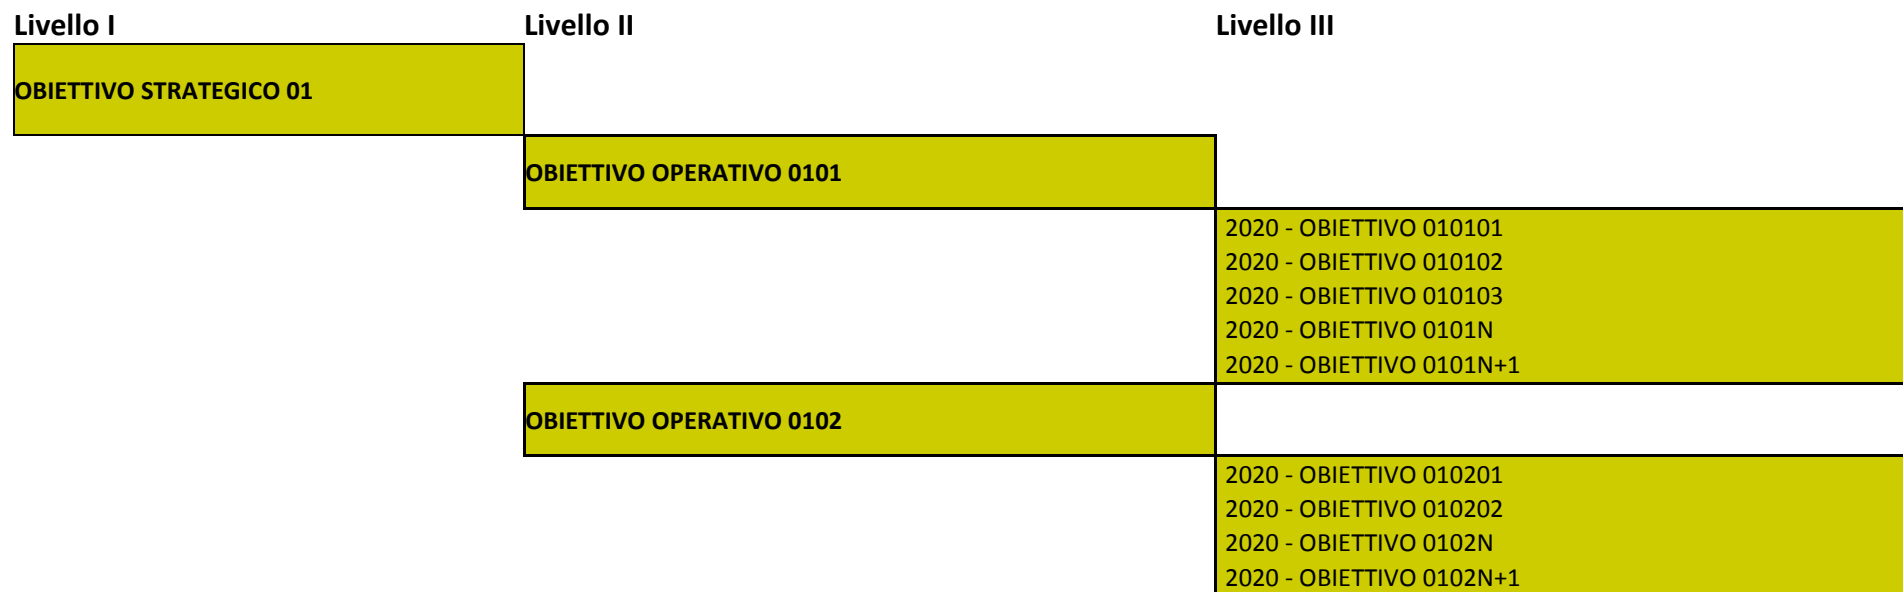 Livello I Livello II Livello III
OBIETTIVO STRATEGICO 01
OBIETTIVO OPERATIVO 0101
2020 - OBIETTIVO 010101
2020 - OBIETTIVO 010102
2020 - OBIETTIVO 010103
2020 - OBIETTIVO 0101N
2020 - OBIETTIVO 0101N+1
OBIETTIVO OPERATIVO 0102
2020 - OBIETTIVO 010201
2020 - OBIETTIVO 010202
2020 - OBIETTIVO 0102N
2020 - OBIETTIVO 0102N+1